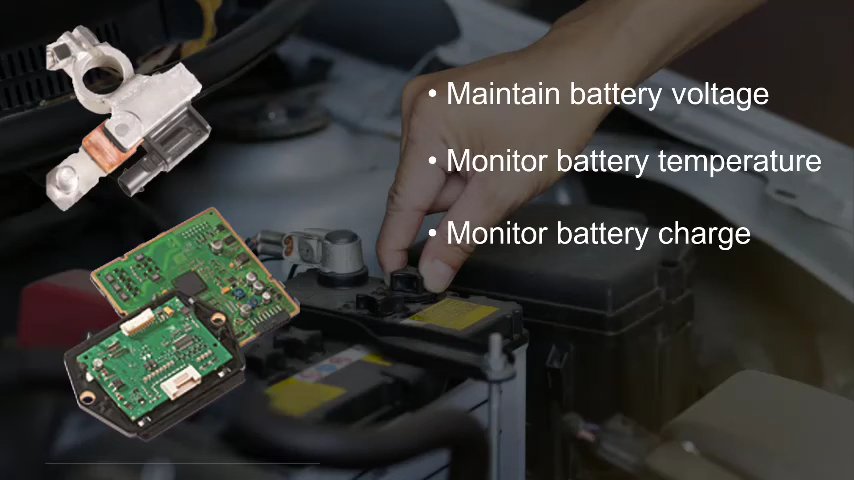 • Maintain battery voltage
• Monitor battery temperature
• Monitor battery charge